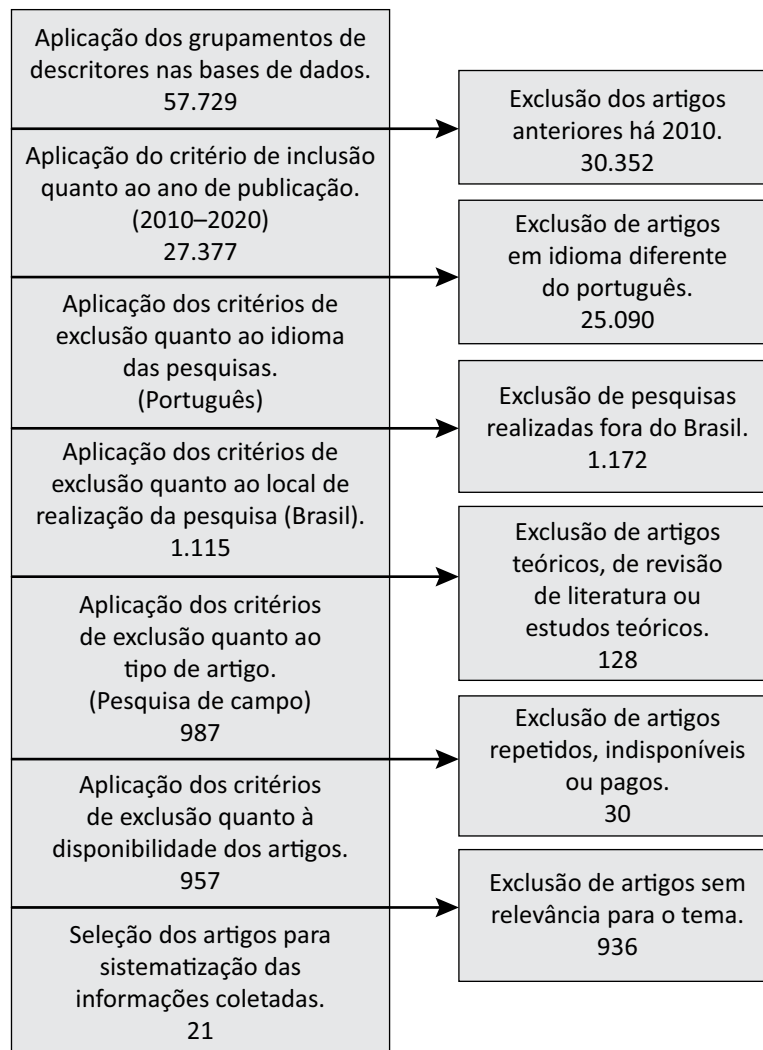 Aplicação dos grupamentos de
descritores nas bases de dados.
57.729
Exclusão dos artigos
anteriores há 2010.
30.352
Aplicação do critério de inclusão
quanto ao ano de publicação.
(2010–2020)
27.377
Exclusão de artigos
em idioma diferente
do português.
25.090
Aplicação dos critérios de
exclusão quanto ao idioma
das pesquisas.
(Português)
Exclusão de pesquisas
realizadas fora do Brasil.
1.172
Aplicação dos critérios de
exclusão quanto ao local de
realização da pesquisa (Brasil).
1.115
Exclusão de artigos
teóricos, de revisão
de literatura ou
estudos teóricos.
128
Aplicação dos critérios
de exclusão quanto ao
tipo de artigo.
(Pesquisa de campo)
987
Exclusão de artigos
repetidos, indisponíveis
ou pagos.
30
Aplicação dos critérios
de exclusão quanto à
disponibilidade dos artigos.
957
Exclusão de artigos sem
relevância para o tema.
936
Seleção dos artigos para
sistematização das
informações coletadas.
21